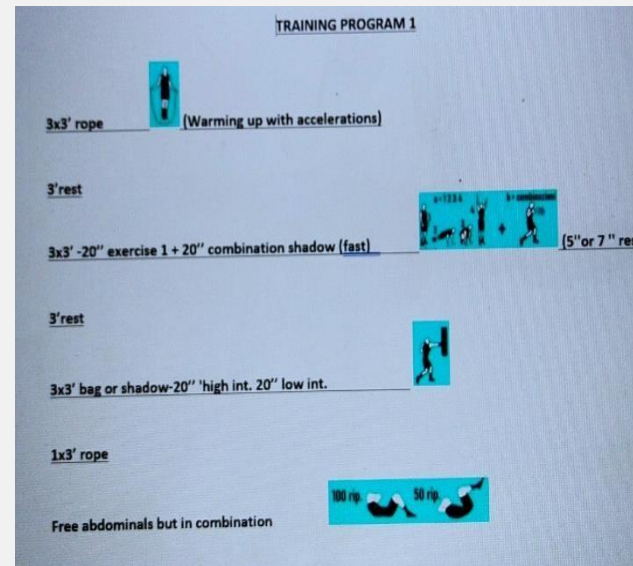 TRAINING PROGRAM 1
3x3' rope (Warming up with accelerations)
3'rest
3x3' -20'' exercise 1 + 20'' combination shadow (fast) (5''or 7 ''
3'rest
3x3' bag or shadow-20'' 'high int. 20'' low int.
1x3' rope
100 rip. 50 rip.
Free abdominals but in combination